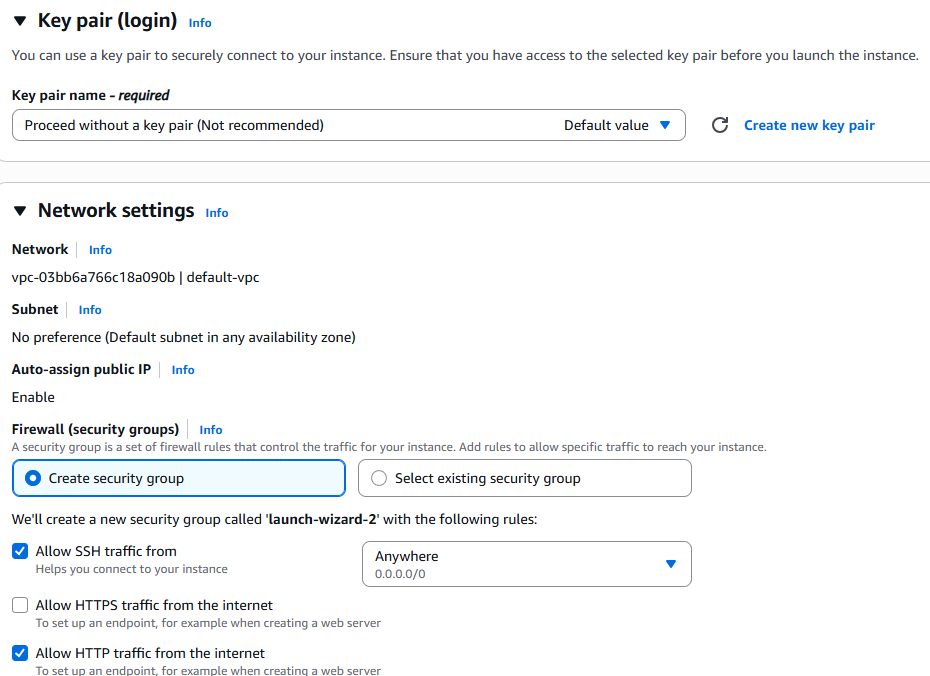 Key pair (login) Info
You can use a key pair to securely connect to your instance. Ensure that you have access to the selected key pair before you launch the instance.
Key pair name - required
Proceed without a key pair (Not recommended) Default value Create new key pair
Network settings Info
Network Info
vpc-03bb6a766c18a090b | default-vpc
Subnet Info
No preference (Default subnet in any availability zone)
Auto-assign public IP Info
Enable
Firewall (security groups) Info
A security group is a set of firewall rules that control the traffic for your instance. Add rules to allow specific traffic to reach your instance.
Create security group Select existing security group
We'll create a new security group called 'launch-wizard-2' with the following rules:
Allow SSH traffic from Anywhere
Helps you connect to your instance 0.0.0.0/0
Allow HTTPS traffic from the internet
To set up an endpoint, for example when creating a web server
Allow HTTP traffic from the internet
To set up an endpoint, for example when creating a web server